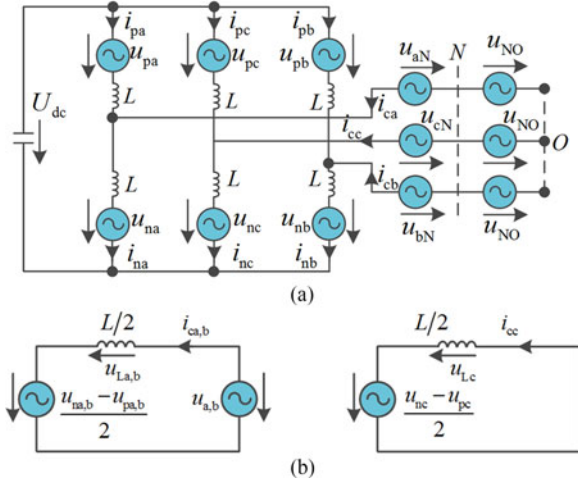 i_pa i_pc i_pb
u_pa u_pc u_pb
u_aN N u_NO
U_dc
L L L
i_ca
i_cc u_cN u_NO O
i_cb
L L L
u_na u_nc u_nb
u_bN u_NO
i_na i_nc i_nb
(a)
L/2 i_ca,b L/2 i_cc
u_La,b u_Lc
u_na,b − u_pa,b u_a,b u_nc − u_pc
2 2
(b)